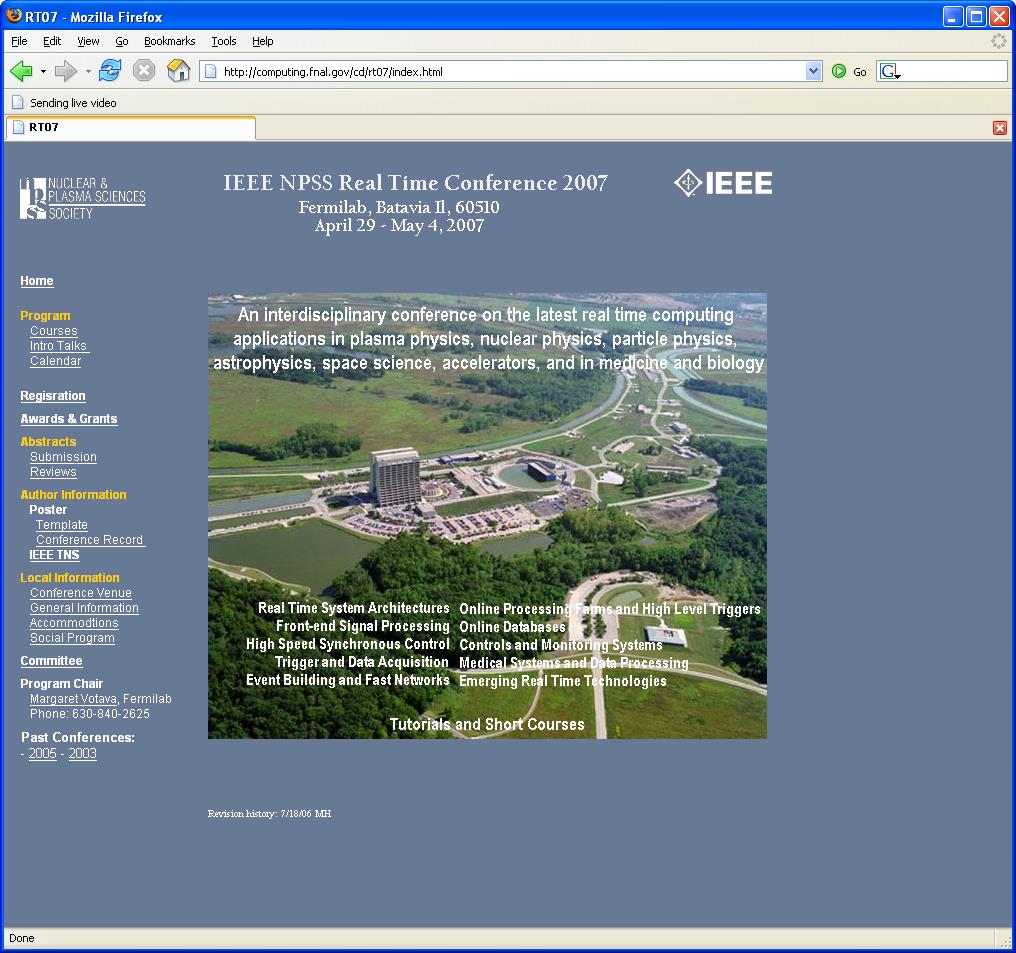 RT07 - Mozilla Firefox
File Edit View Go Bookmarks Tools Help
http://computing.fnal.gov/cd/rt07/index.html Go G
Sending live video
RT07
NUCLEAR &
PLASMA SCIENCES
SOCIETY
IEEE NPSS Real Time Conference 2007
Fermilab, Batavia Il, 60510
April 29 - May 4, 2007
IEEE
Home
Program
Courses
Intro Talks
Calendar
Regisration
Awards & Grants
Abstracts
Submission
Reviews
Author Information
Poster
Template
Conference Record
IEEE TNS
Local Information
Conference Venue
General Information
Accommodtions
Social Program
Committee
Program Chair
Margaret Votava, Fermilab
Phone: 630-840-2625
Past Conferences:
- 2005 - 2003
An interdisciplinary conference on the latest real time computing
applications in plasma physics, nuclear physics, particle physics,
astrophysics, space science, accelerators, and in medicine and biology
Real Time System Architectures Online Processing Farms and High Level Triggers
Front-end Signal Processing Online Databases
High Speed Synchronous Control Controls and Monitoring Systems
Trigger and Data Acquisition Medical Systems and Data Processing
Event Building and Fast Networks Emerging Real Time Technologies
Tutorials and Short Courses
Revision history: 7/18/06 MH
Done